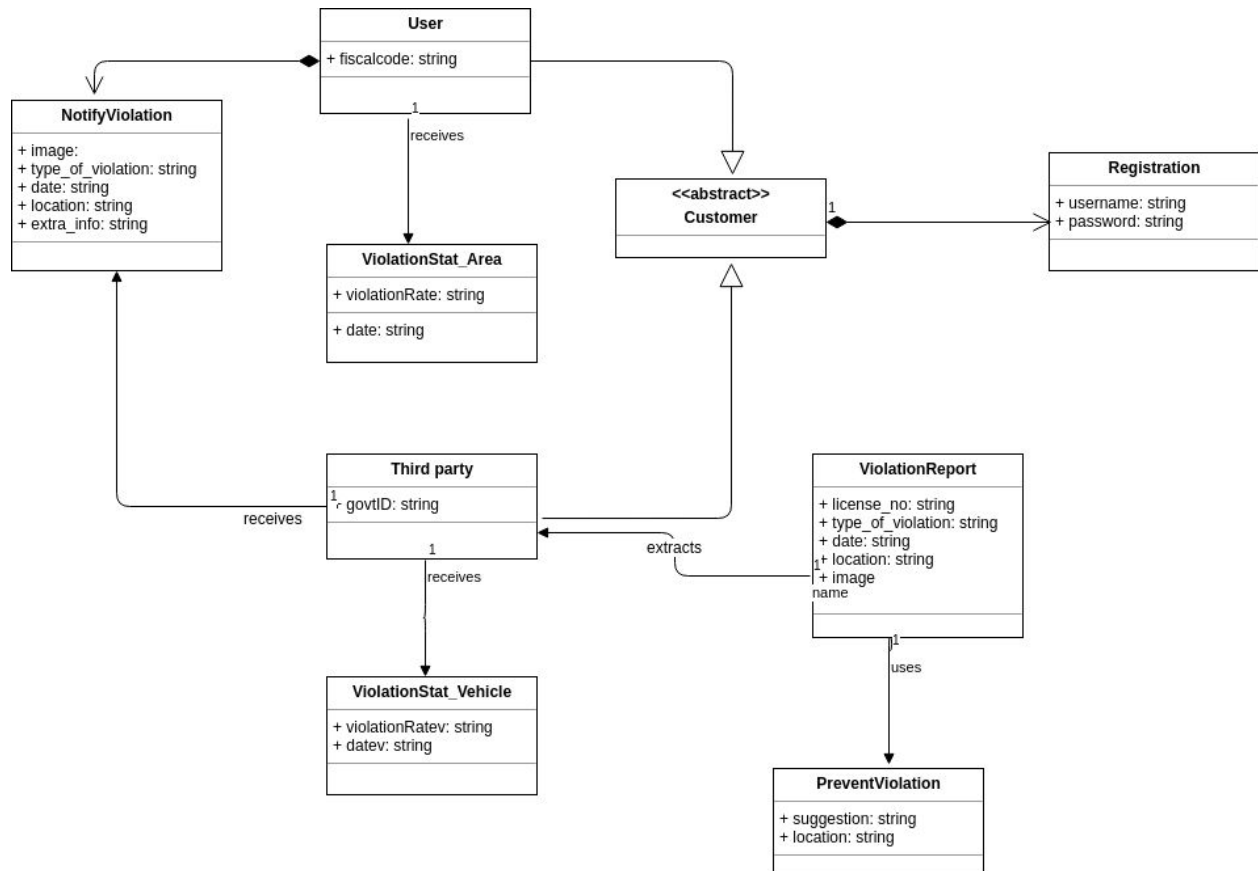 User
+ fiscalcode: string
1
receives
NotifyViolation
+ image:
+ type_of_violation: string
+ date: string
+ location: string
+ extra_info: string
<<abstract>>
Customer
1
Registration
+ username: string
+ password: string
ViolationStat_Area
+ violationRate: string
+ date: string
Third party
1
govtID: string
receives
1
receives
extracts
ViolationReport
+ license_no: string
+ type_of_violation: string
+ date: string
+ location: string
1
+ image
name
1
uses
ViolationStat_Vehicle
+ violationRatev: string
+ datev: string
PreventViolation
+ suggestion: string
+ location: string